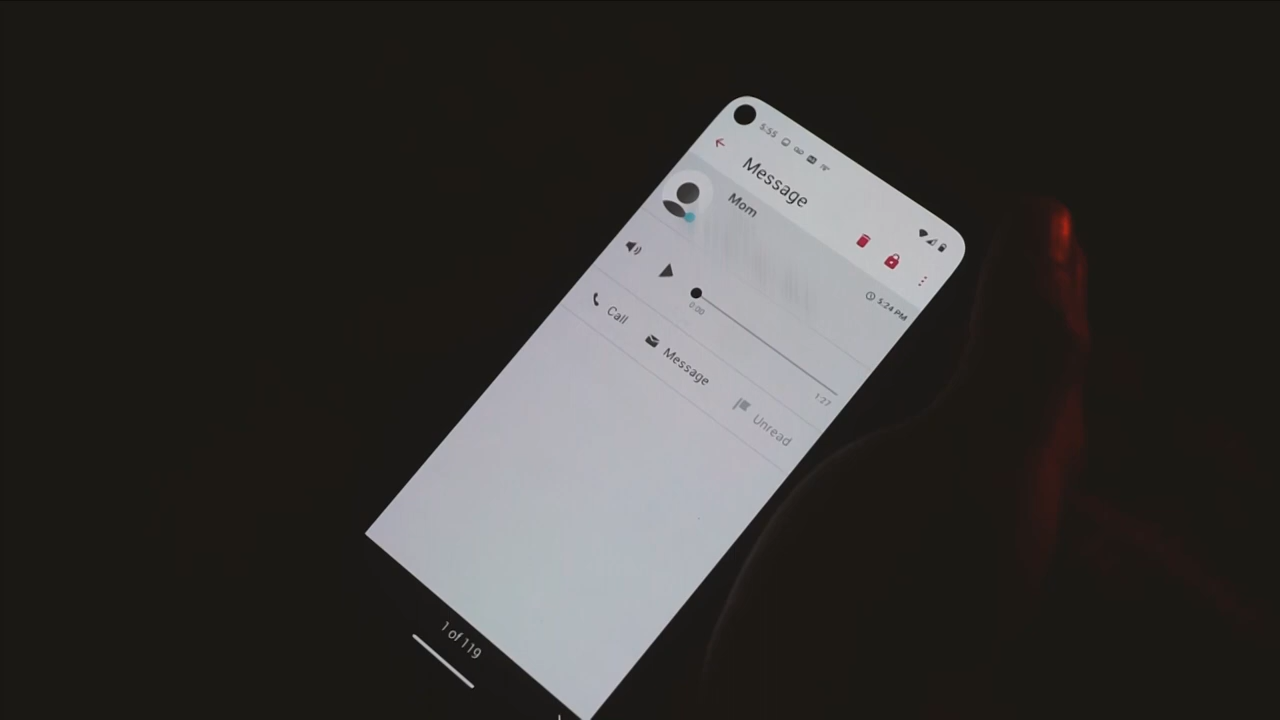 5:55
Message
Mom
5:24 PM
0:00
1:27
Call
Message
Unread
1 of 119